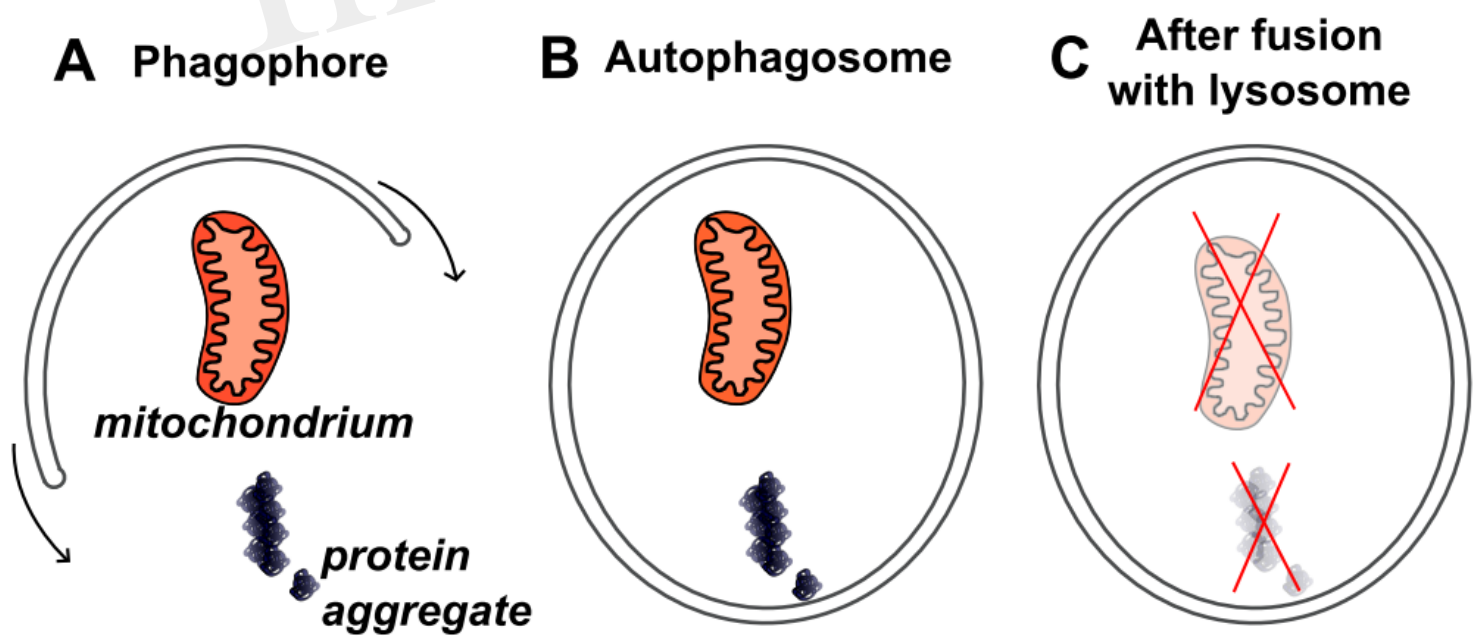 A Phagophore
B Autophagosome
C After fusion
with lysosome
mitochondrium
protein
aggregate